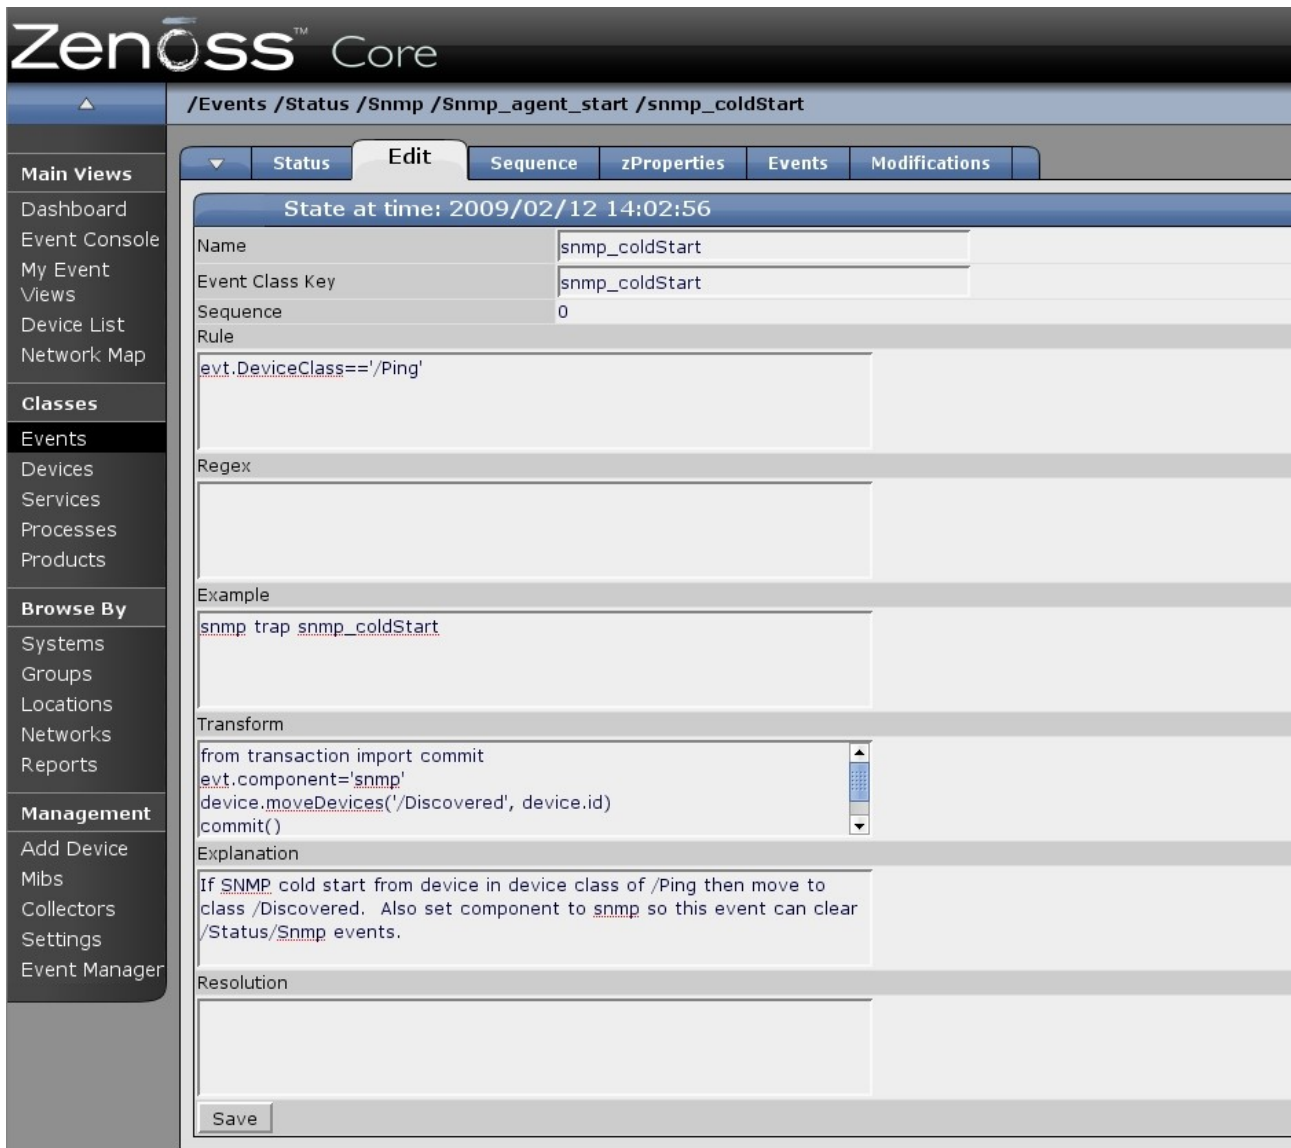 Zenoss™ Core
/Events /Status /Snmp /Snmp_agent_start /snmp_coldStart
Main Views
Dashboard
Event Console
My Event
Views
Device List
Network Map
Classes
Events
Devices
Services
Processes
Products
Browse By
Systems
Groups
Locations
Networks
Reports
Management
Add Device
Mibs
Collectors
Settings
Event Manager
Status
Edit
Sequence
zProperties
Events
Modifications
State at time: 2009/02/12 14:02:56
Name
snmp_coldStart
Event Class Key
snmp_coldStart
Sequence
0
Rule
evt.DeviceClass=='/Ping'
Regex
Example
snmp trap snmp_coldStart
Transform
from transaction import commit
evt.component='snmp'
device.moveDevices('/Discovered', device.id)
commit()
Explanation
If SNMP cold start from device in device class of /Ping then move to
class /Discovered.  Also set component to snmp so this event can clear
/Status/Snmp events.
Resolution
Save